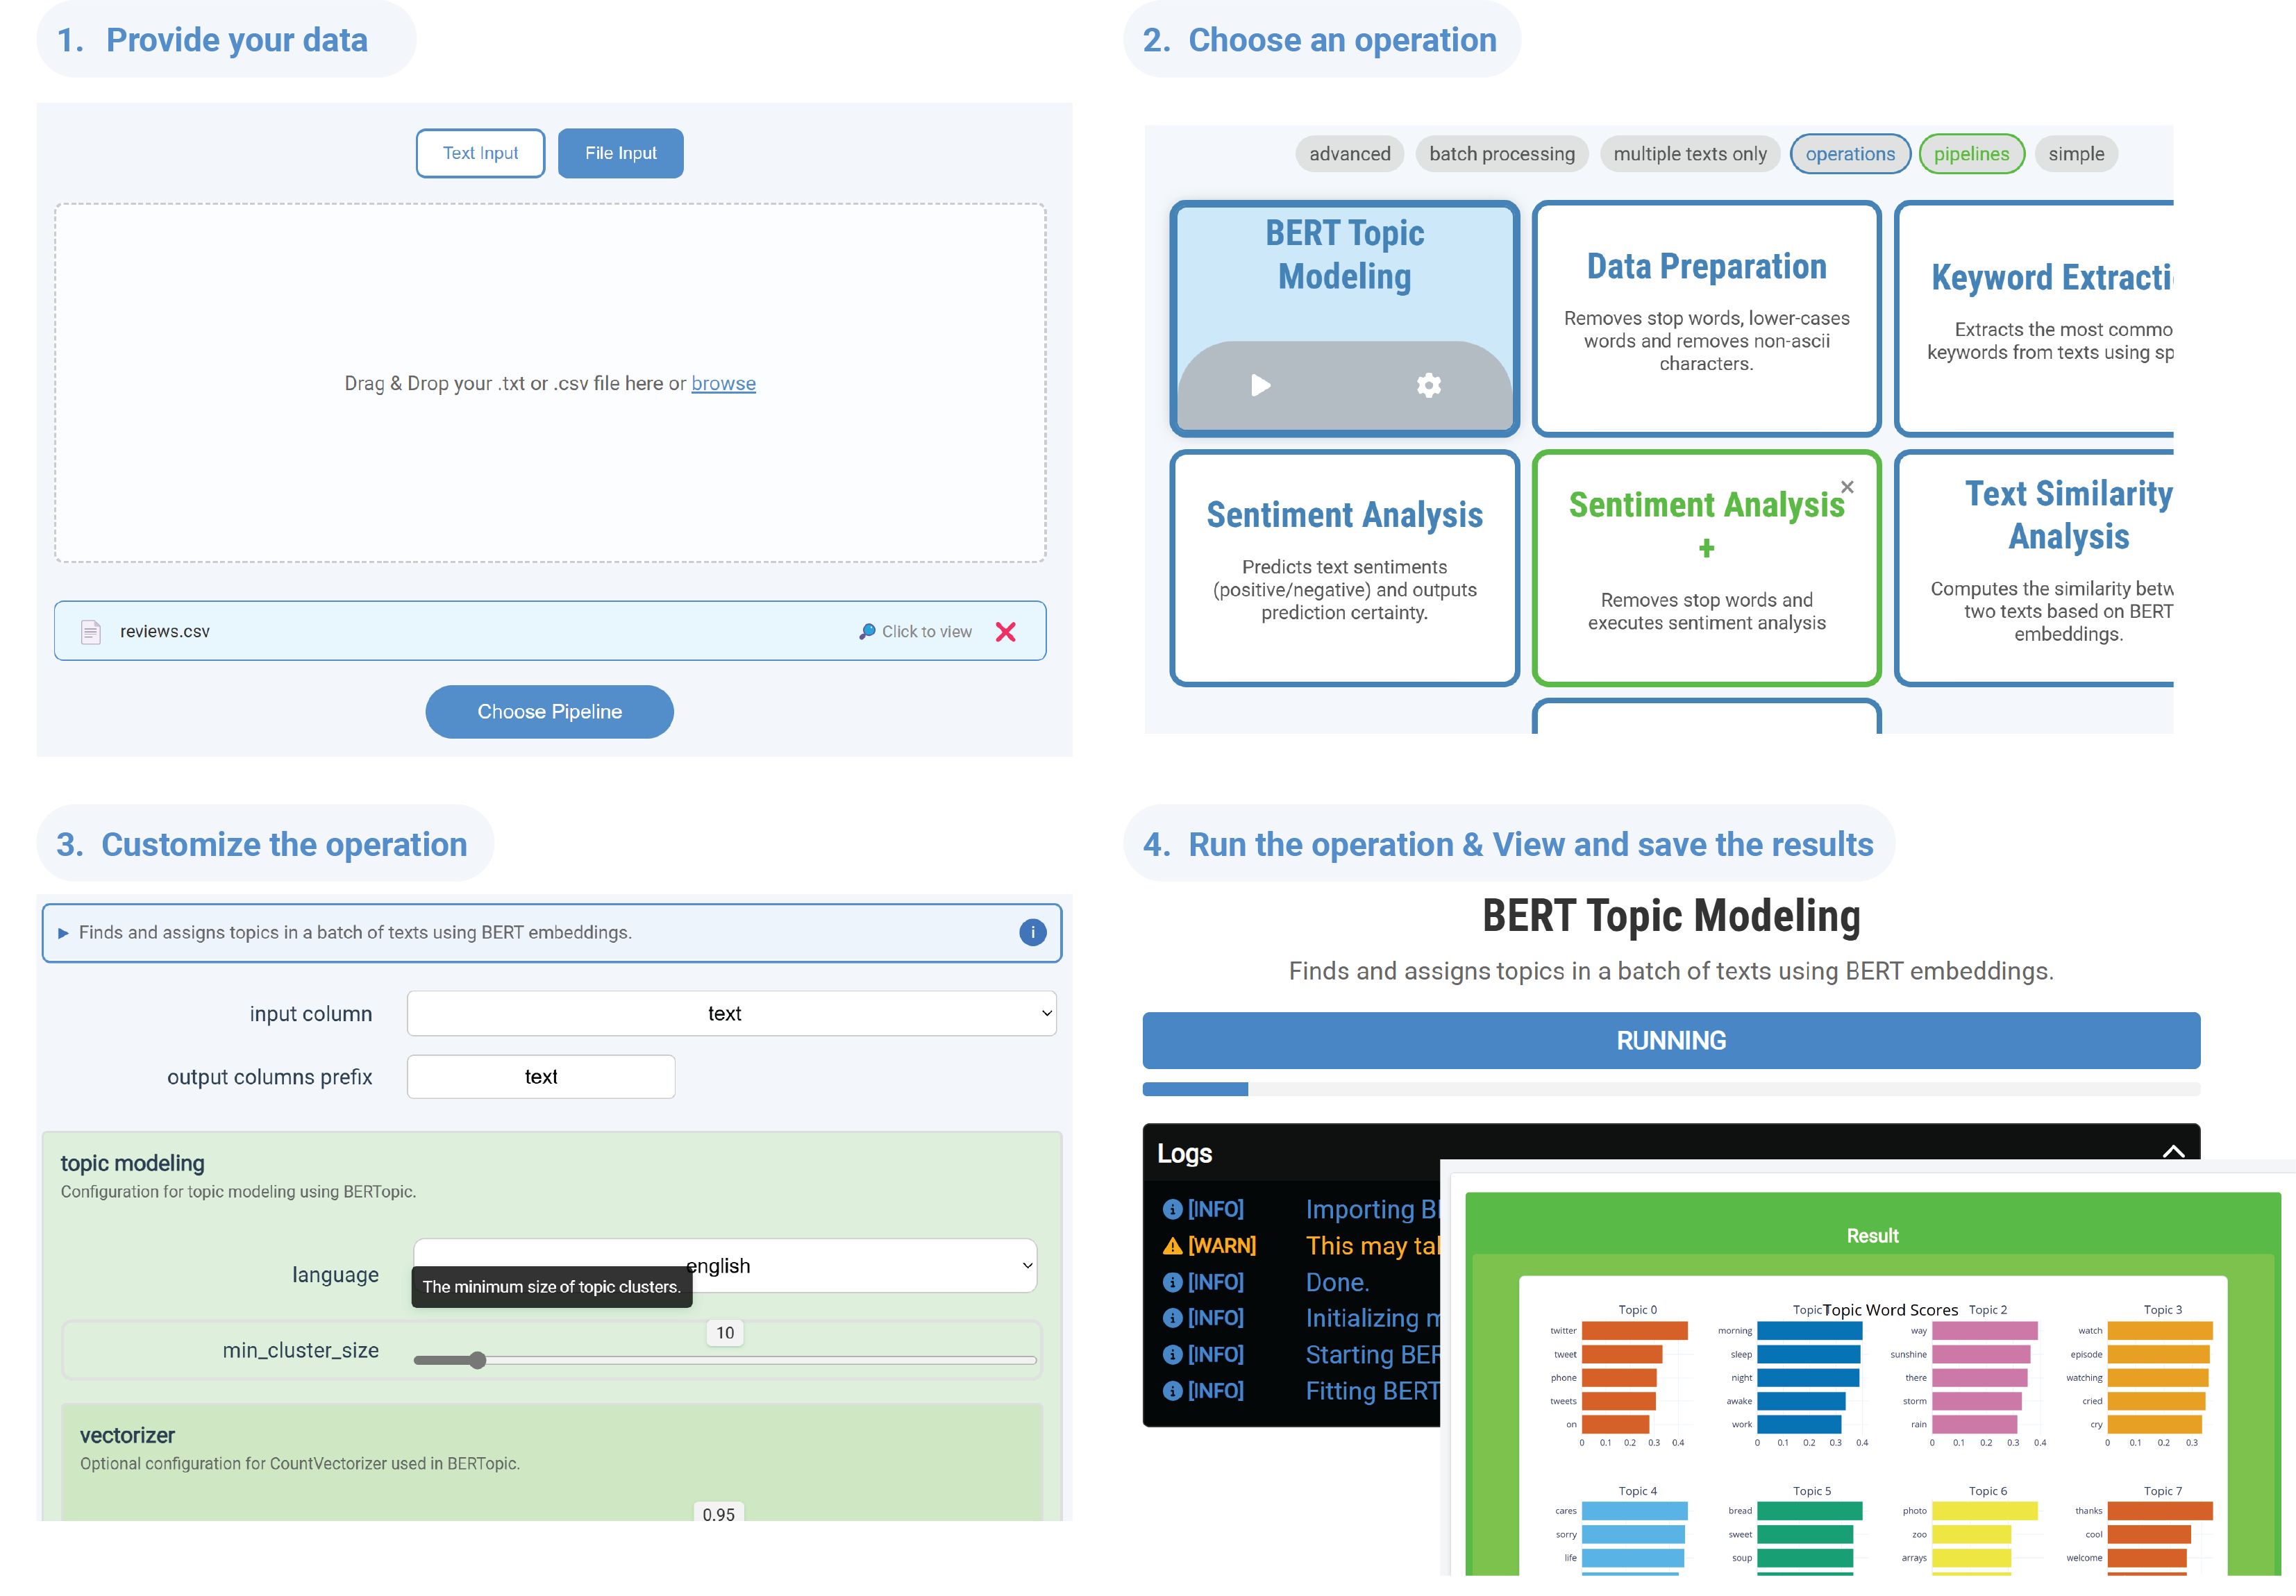 1. Provide your data
Text Input
File Input
Drag & Drop your .txt or .csv file here or browse
reviews.csv
Click to view
Choose Pipeline
2. Choose an operation
advanced
batch processing
multiple texts only
operations
pipelines
simple
BERT Topic
Modeling
Data Preparation
Removes stop words, lower-cases
words and removes non-ascii
characters.
Keyword Extracti
Extracts the most commo
keywords from texts using sp
Sentiment Analysis
Predicts text sentiments
(positive/negative) and outputs
prediction certainty.
Sentiment Analysis
+
×
Removes stop words and
executes sentiment analysis
Text Similarity
Analysis
Computes the similarity betw
two texts based on BERT
embeddings.
3. Customize the operation
Finds and assigns topics in a batch of texts using BERT embeddings.
i
input column
text
output columns prefix
text
topic modeling
Configuration for topic modeling using BERTopic.
language
english
The minimum size of topic clusters.
min_cluster_size
10
vectorizer
Optional configuration for CountVectorizer used in BERTopic.
0.95
4. Run the operation & View and save the results
BERT Topic Modeling
Finds and assigns topics in a batch of texts using BERT embeddings.
RUNNING
Logs
[INFO] Importing B
[WARN] This may ta
[INFO] Done.
[INFO] Initializing m
[INFO] Starting BER
[INFO] Fitting BERT
Result
Topic Word Scores
Topic 0
twitter
tweet
phone
tweets
on
0 0.1 0.2 0.3 0.4
Topic
morning
sleep
night
awake
work
0 0.1 0.2 0.3 0.4
Topic 2
way
sunshine
there
storm
rain
0 0.1 0.2 0.3 0.4
Topic 3
watch
episode
watching
cried
cry
0 0.1 0.2 0.3
Topic 4
cares
sorry
life
Topic 5
bread
sweet
soup
Topic 6
photo
zoo
arrays
Topic 7
thanks
cool
welcome